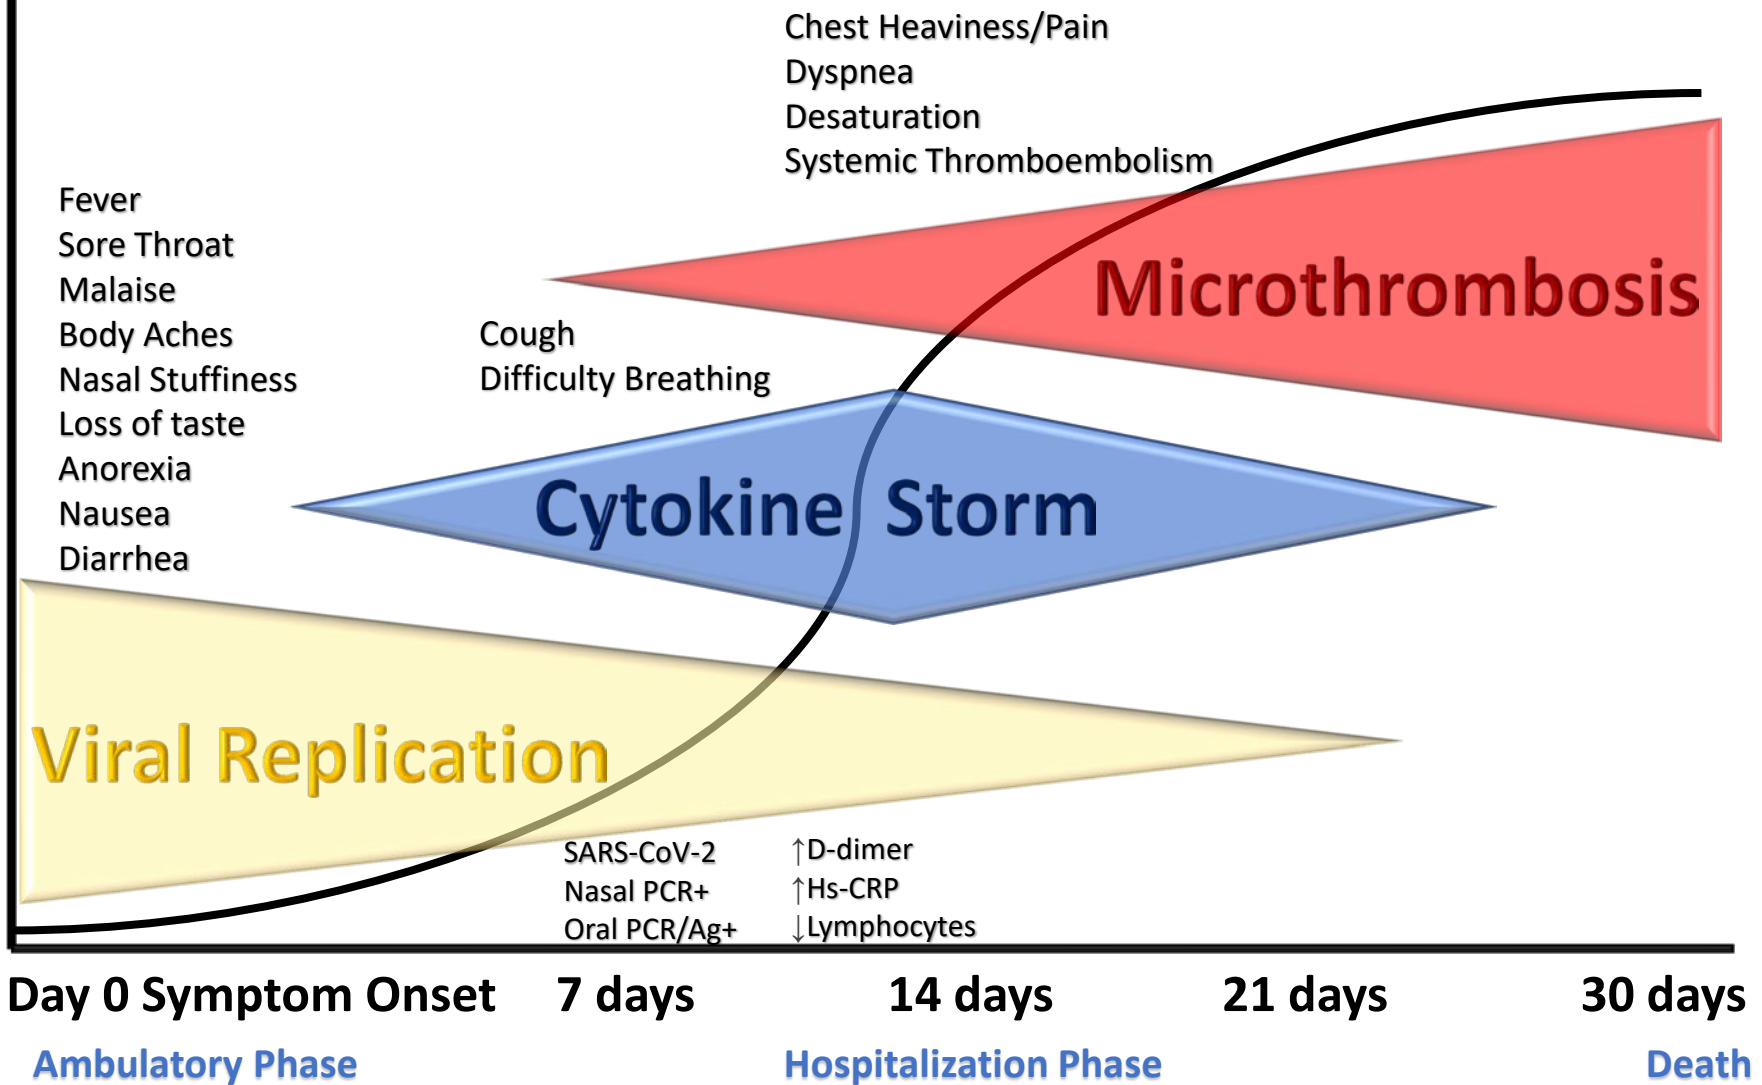 Chest Heaviness/Pain
Dyspnea
Desaturation
Systemic Thromboembolism
Fever
Sore Throat
Malaise
Body Aches
Nasal Stuffiness
Loss of taste
Anorexia
Nausea
Diarrhea
Cough
Difficulty Breathing
Microthrombosis
Cytokine Storm
Viral Replication
SARS-CoV-2
Nasal PCR+
Oral PCR/Ag+
↑D-dimer
↑Hs-CRP
↓Lymphocytes
Day 0 Symptom Onset 7 days 14 days 21 days 30 days
Ambulatory Phase Hospitalization Phase Death